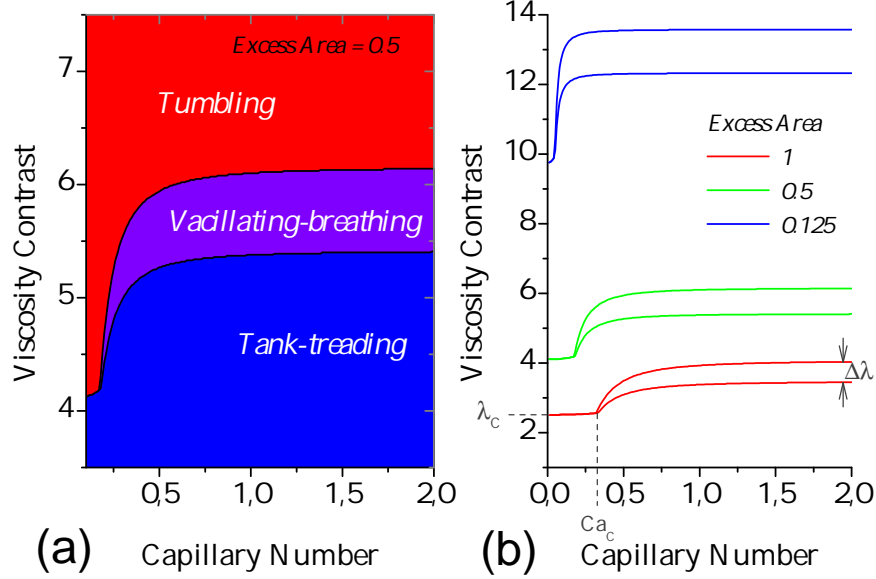 Excess Area = 0.5
Tumbling
Vacillating-breathing
Tank-treading
Viscosity Contrast
7
6
5
4
0,5
1,0
1,5
2,0
Capillary Number
(a)
14
12
10
8
6
4
2
Viscosity Contrast
Excess Area
1
0.5
0.125
Δλ
λc
0,0
0,5
1,0
1,5
2,0
Cac
Capillary Number
(b)